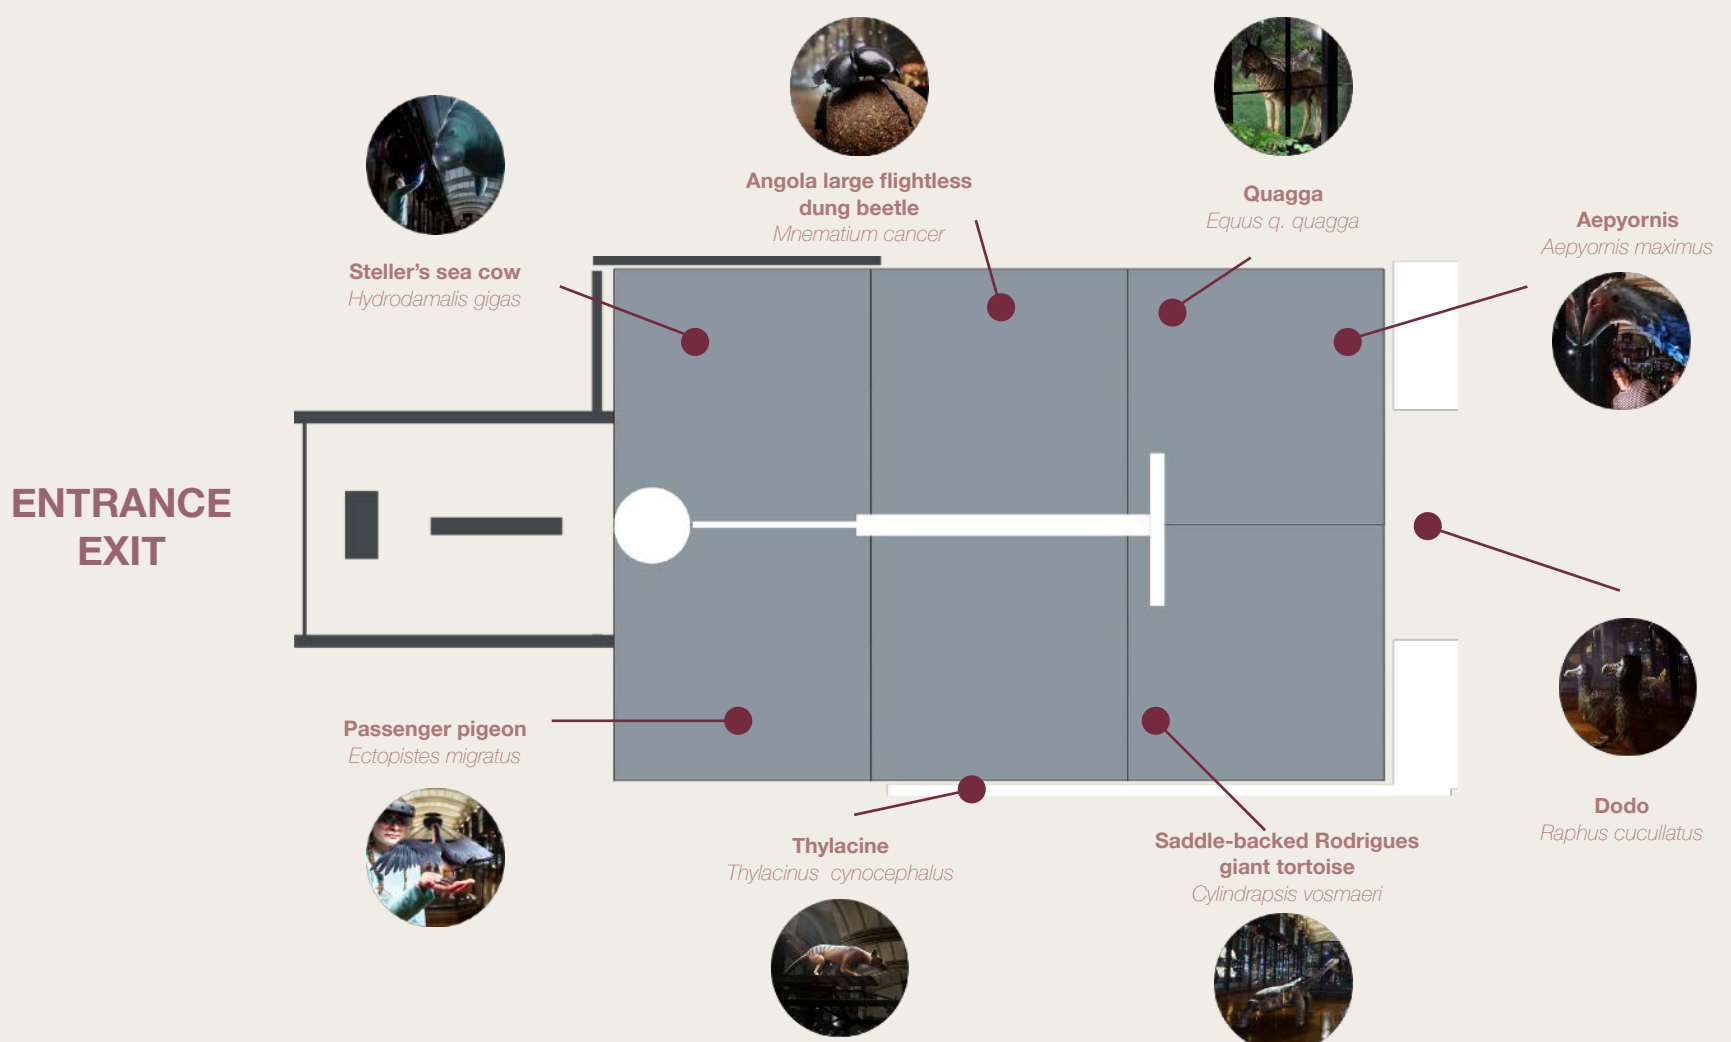 Angola large flightless
dung beetle
Mnematium cancer
Quagga
Equus q. quagga
Aepyornis
Aepyornis maximus
Steller’s sea cow
Hydrodamalis gigas
ENTRANCE
EXIT
Passenger pigeon
Ectopistes migratus
Thylacine
Thylacinus cynocephalus
Saddle-backed Rodrigues
giant tortoise
Cylindrapsis vosmaeri
Dodo
Raphus cucullatus